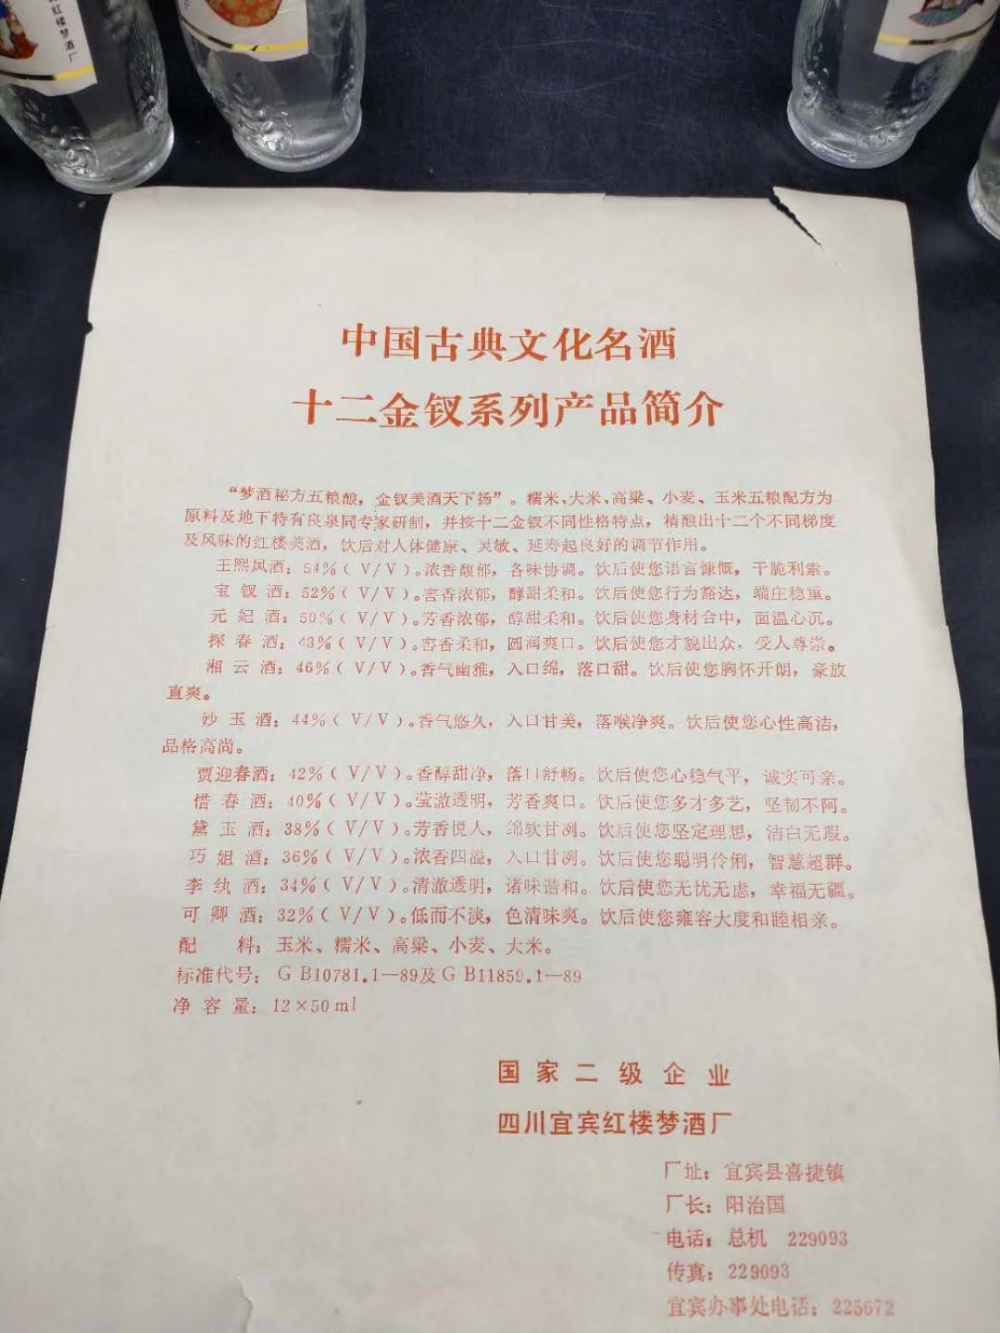 红楼梦酒厂
中国古典文化名酒
十二金钗系列产品简介
“梦酒秘方五粮酿，金钗美酒天下扬”。糯米、大米、高粱、小麦、玉米五粮配方为
原料及地下特有良泉同专家研制，并按十二金钗不同性格特点，精酿出十二个不同梯度
及风味的红楼美酒，饮后对人体健康、灵敏、延寿起良好的调节作用。
王熙凤酒：54%（V/V）。浓香馥郁，各味协调。饮后使您语言慷慨，干脆利索。
宝钗酒：52%（V/V）。窖香浓郁，醇甜柔和。饮后使您行为豁达，端庄稳重。
元妃酒：50%（V/V）。芳香浓郁，醇甜柔和。饮后使您身材合中，面温心沉。
探春酒：48%（V/V）。窖香柔和，圆润爽口。饮后使您才貌出众，受人尊崇。
湘云酒：46%（V/V）。香气幽雅，入口绵，落口甜。饮后使您胸怀开朗，豪放
直爽。
妙玉酒：44%（V/V）。香气悠久，入口甘美，落喉净爽。饮后使您心性高洁，
品格高尚。
贾迎春酒：42%（V/V）。香醇甜净，落口舒畅。饮后使您心稳气平，诚实可亲。
惜春酒：40%（V/V）。莹澈透明，芳香爽口。饮后使您多才多艺，坚韧不阿。
黛玉酒：38%（V/V）。芳香悦人，绵软甘冽。饮后使您坚定理想，洁白无瑕。
巧姐酒：36%（V/V）。浓香四溢，入口甘冽。饮后使您聪明伶俐，智慧超群。
李纨酒：34%（V/V）。清澈透明，诸味谐和。饮后使您无忧无虑，幸福无疆。
可卿酒：32%（V/V）。低而不淡，色清味爽。饮后使您雍容大度和睦相亲。
配料：玉米、糯米、高粱、小麦、大米。
标准代号：GB10781.1—89及GB11859.1—89
净容量：12×50ml
国家二级企业
四川宜宾红楼梦酒厂
厂址：宜宾县喜捷镇
厂长：阳治国
电话：总机 229093
传真：229093
宜宾办事处电话：225672